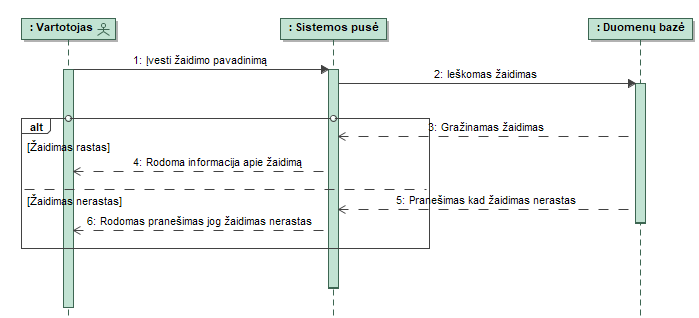 : Vartotojas
: Sistemos pusė
: Duomenų bazė
1: Įvesti žaidimo pavadinimą
2: Ieškomas žaidimas
alt
3: Gražinamas žaidimas
[Žaidimas rastas]
4: Rodoma informacija apie žaidimą
[Žaidimas nerastas]
5: Pranešimas kad žaidimas nerastas
6: Rodomas pranešimas jog žaidimas nerastas